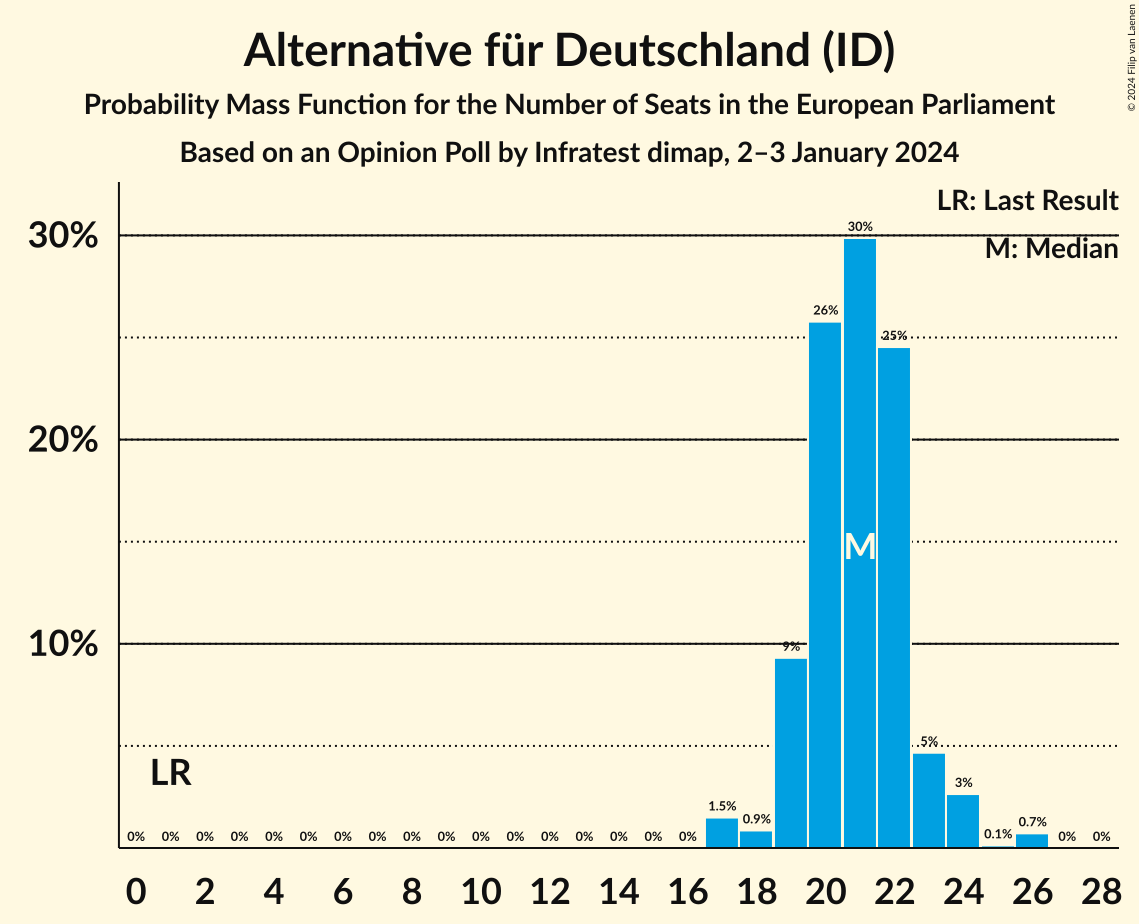 Alternative für Deutschland (ID)
Probability Mass Function for the Number of Seats in the European Parliament
Based on an Opinion Poll by Infratest dimap, 2–3 January 2024
© 2024 Filip van Laenen
LR: Last Result
M: Median
30%
20%
10%
30%
26%
25%
M
9%
LR
5%
3%
0% 0% 0% 0% 0% 0% 0% 0% 0% 0% 0% 0% 0% 0% 0% 0% 0% 1.5% 0.9% 0.1% 0.7% 0% 0%
0 2 4 6 8 10 12 14 16 18 20 22 24 26 28